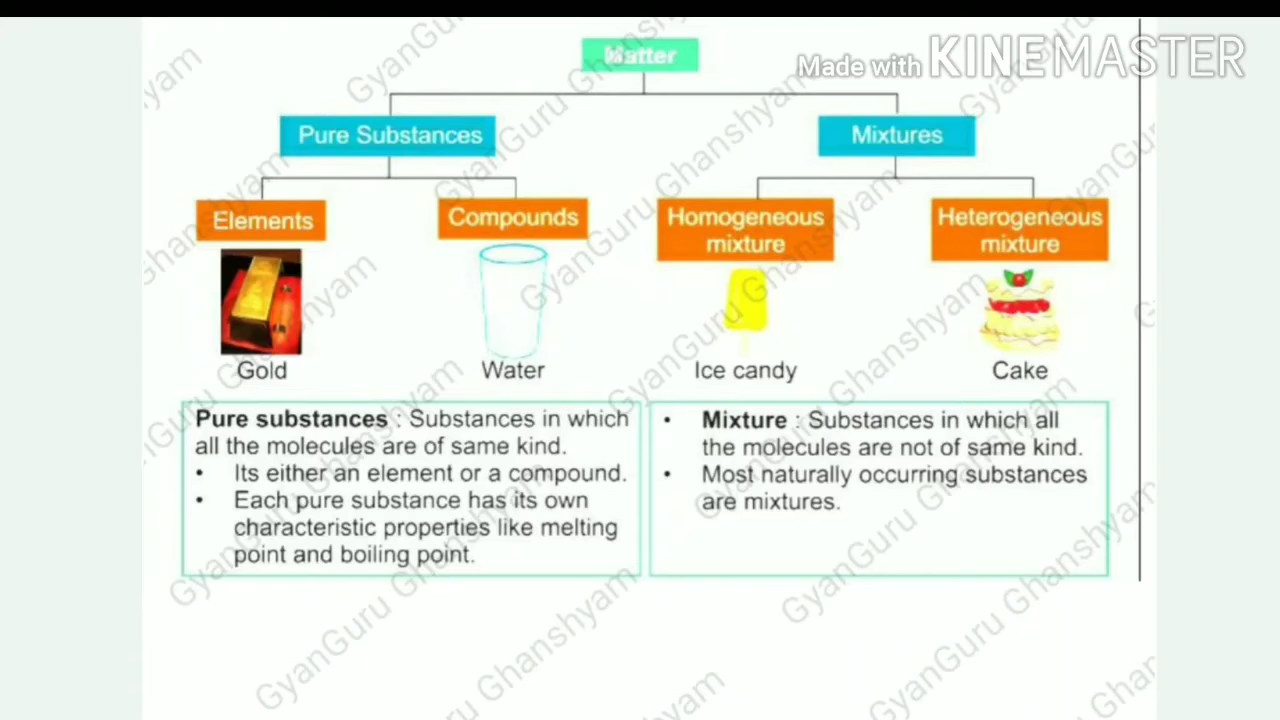 Matter
Made with KINEMASTER
Pure Substances
Mixtures
Elements
Compounds
Homogeneous
mixture
Heterogeneous
mixture
Gold
Water
Ice candy
Cake
Pure substances : Substances in which
all the molecules are of same kind.
• Its either an element or a compound.
• Each pure substance has its own
characteristic properties like melting
point and boiling point.
• Mixture : Substances in which all
the molecules are not of same kind.
• Most naturally occurring substances
are mixtures.
GyanGuru Ghanshyam